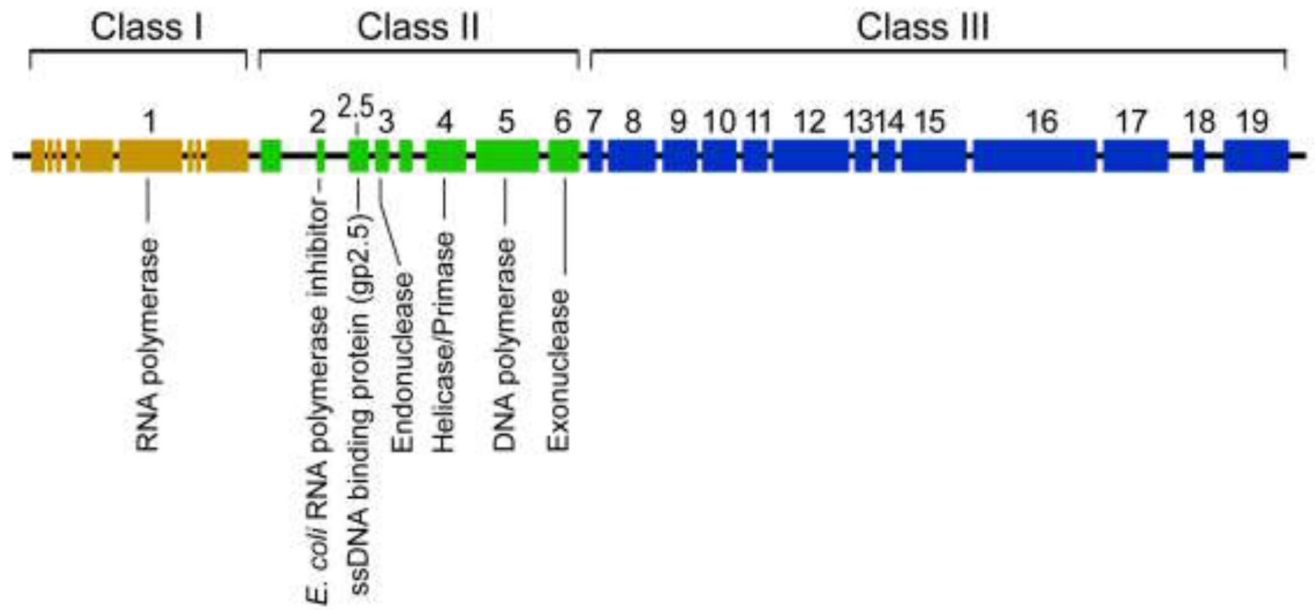 Class I
Class II
Class III
1
2
2.5
3
4
5
6
7
8
9
10
11
12
13
14
15
16
17
18
19
RNA polymerase
E. coli RNA polymerase inhibitor
ssDNA binding protein (gp2.5)
Endonuclease
Helicase/Primase
DNA polymerase
Exonuclease